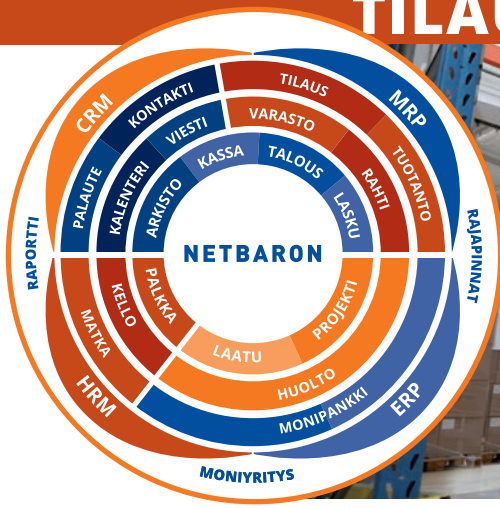 TILAU
CRM
MRP
KONTAKTI
TILAUS
VIESTI
VARASTO
PALAUTE
KALENTERI
ARKISTO
KASSA
TALOUS
LASKU
RAHTI
TUOTANTO
RAPORTTI
NETBARON
RAJAPINNAT
MATKA
KELLO
PALKKA
LAATU
PROJEKTI
HUOLTO
MONIPANKKI
HRM
ERP
MONIYRITYS